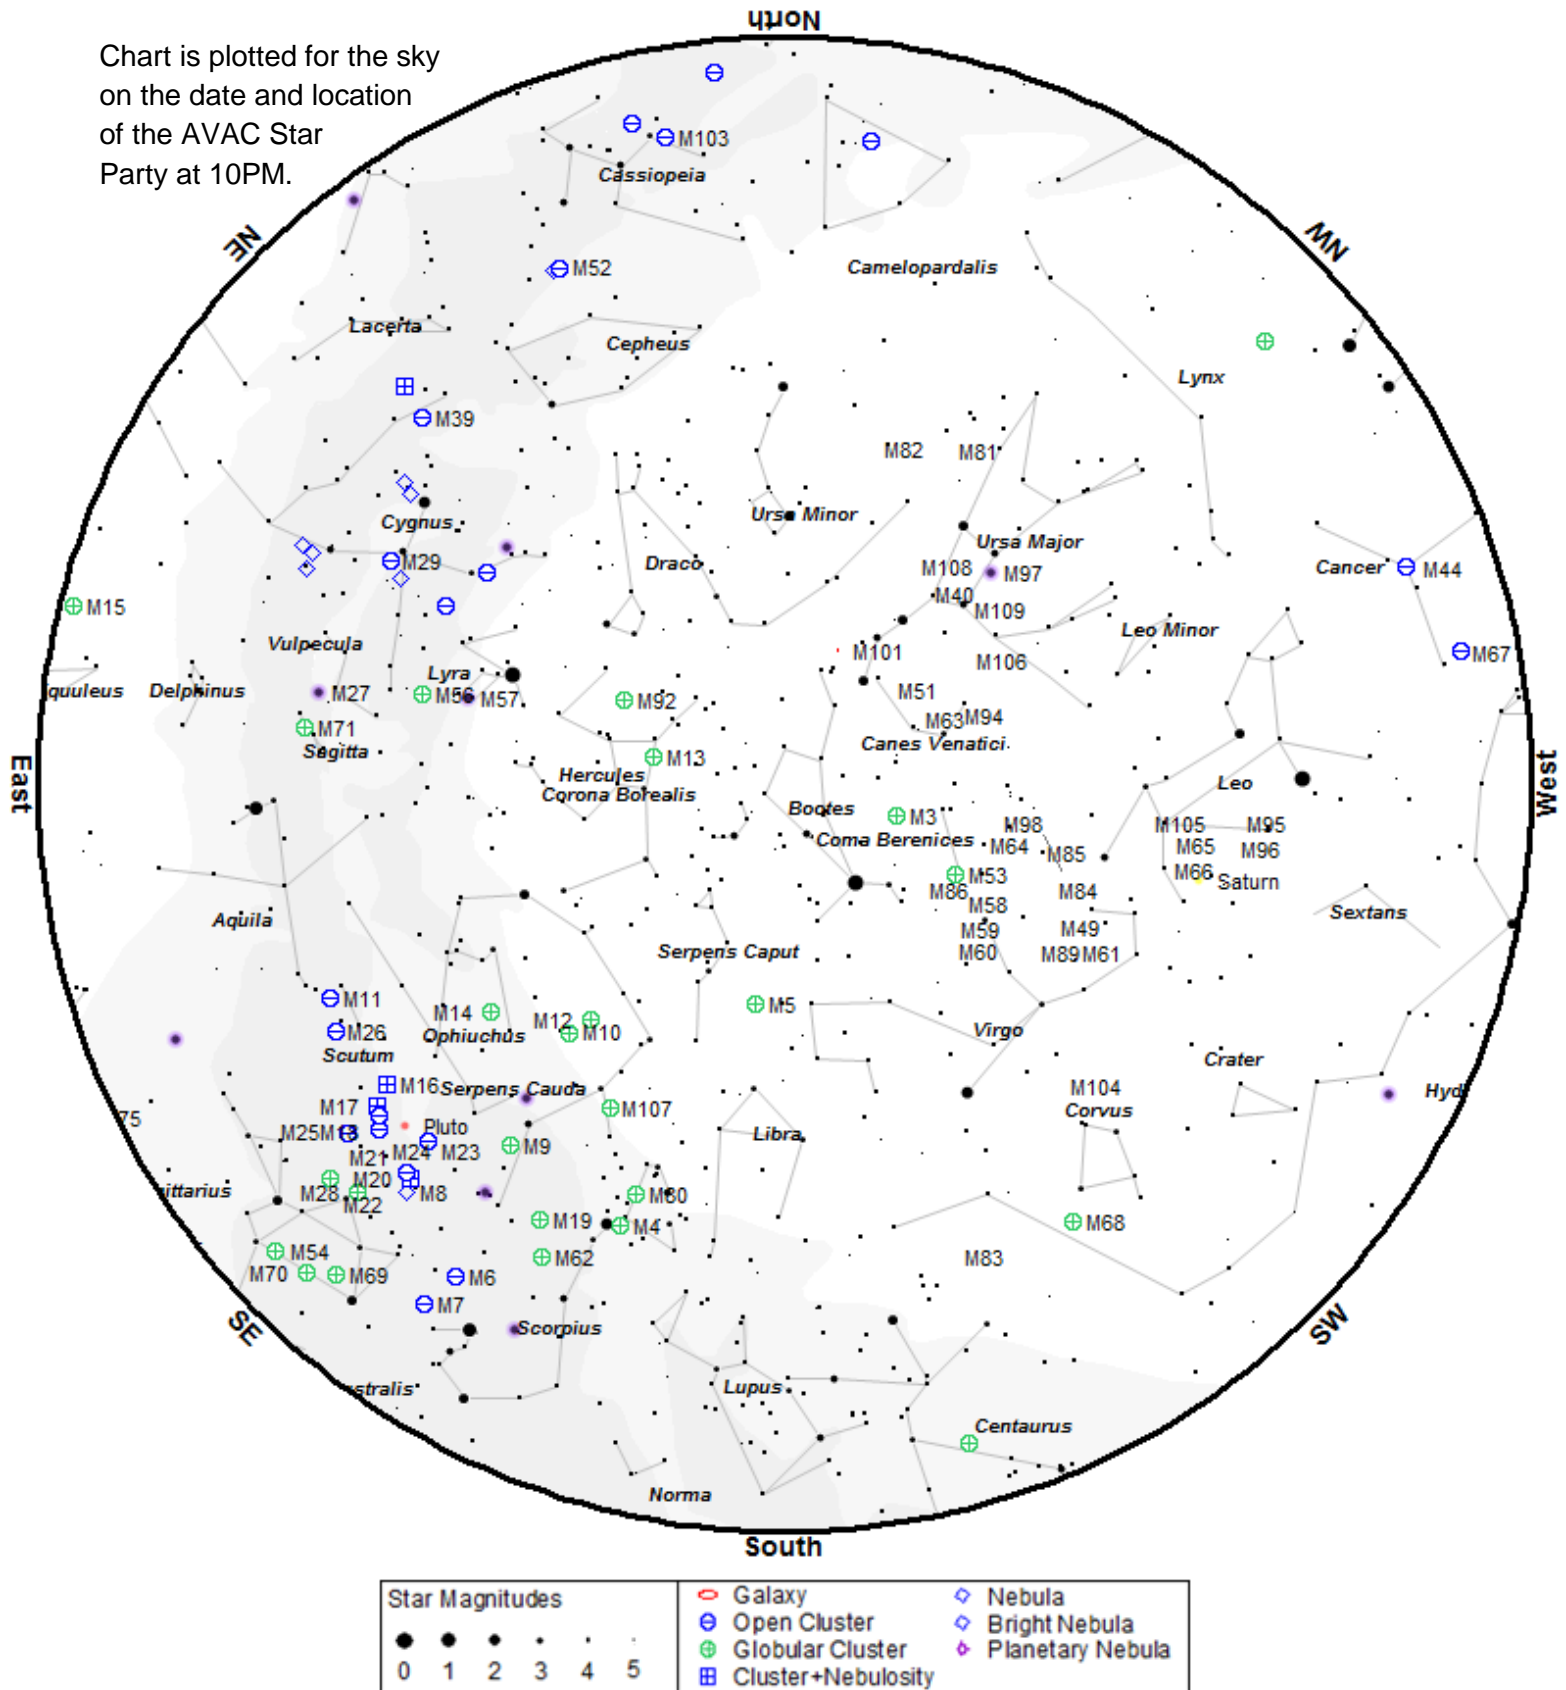 North
Chart is plotted for the sky
on the date and location
of the AVAC Star
Party at 10PM.
M103
Cassiopeia
NE
NW
M52
Camelopardalis
Lacerta
Cepheus
Lynx
M39
M82
M81
Cygnus
Ursa Minor
Ursa Major
M29
Draco
M108
M97
Cancer
M44
M40
M15
M109
Vulpecula
Leo Minor
Lyra
M101
M106
M67
quuleus
Delphinus
M27
M56
M57
M92
M51
M71
M63
M94
Sagitta
Canes Venatici
M13
East
Hercules
Leo
West
Corona Borealis
Bootes
M3
M98
M105
M95
Coma Berenices
M64
M85
M65
M96
M53
M66
Saturn
M86
M84
M58
Aquila
Sextans
M59
M49
Serpens Caput
M60
M89
M61
M11
M14
M12
M5
M26
Ophiuchus
M10
Virgo
Scutum
Crater
M16
Serpens Cauda
M104
Hyd
M17
M107
Corvus
75
Pluto
M25
M18
Libra
M24
M23
M9
M21
M20
ittarius
M28
M8
M80
M22
M19
M4
M68
M54
M62
M83
M70
M69
M6
M7
SE
Scorpius
SW
stralis
Lupus
Centaurus
Norma
South
Star Magnitudes
0 1 2 3 4 5
Galaxy
Open Cluster
Globular Cluster
Cluster+Nebulosity
Nebula
Bright Nebula
Planetary Nebula